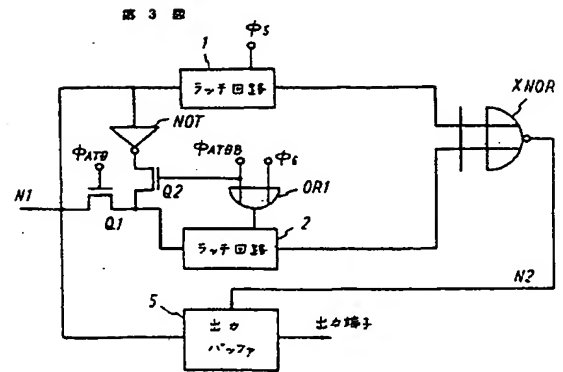 第 3 図
φ5
1
ラッチ回路
XNOR
NOT
φATB
φATBB
φ6
N1
Q1
Q2
OR1
2
ラッチ回路
N2
5
出力
バッファ
出力端子